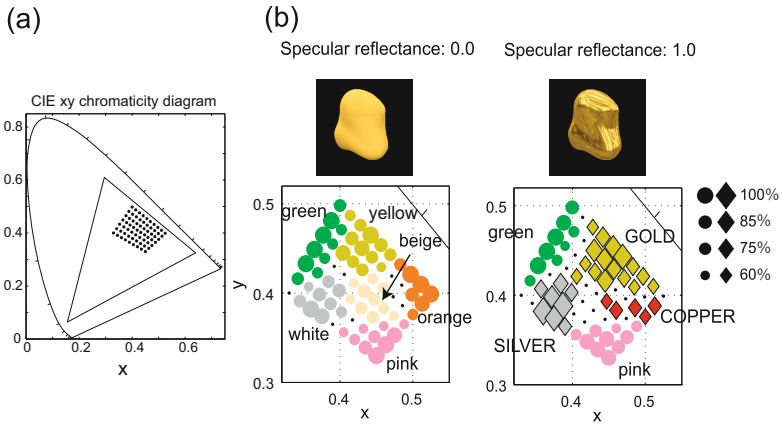 (a)
(b)
Specular reflectance: 0.0
Specular reflectance: 1.0
CIE xy chromaticity diagram
0.8
0.6
0.4
0.2
0
0
0.2
0.4
0.6
x
y
0.5
0.4
0.3
0.4
0.5
x
green
yellow
beige
orange
white
pink
0.5
0.4
0.3
0.4
0.5
x
green
GOLD
COPPER
SILVER
pink
100%
85%
75%
60%